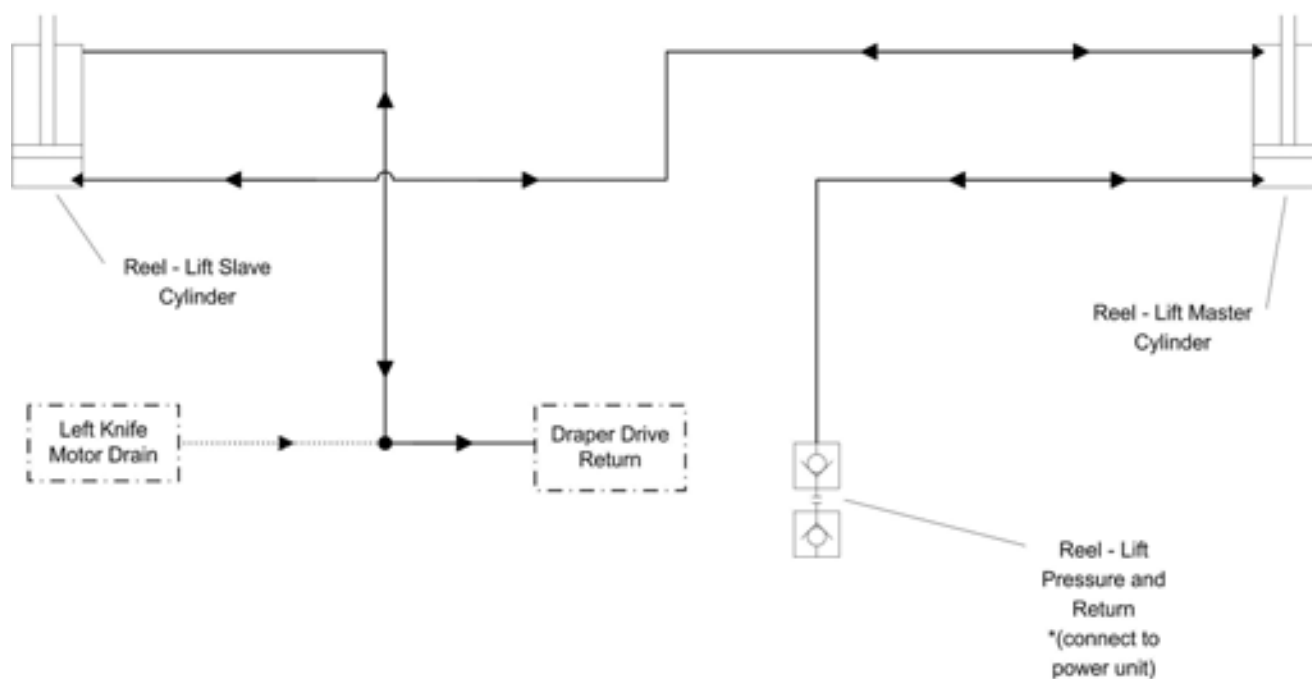 Reel - Lift Slave
Cylinder
Reel - Lift Master
Cylinder
Left Knife
Motor Drain
Draper Drive
Return
Reel - Lift
Pressure and
Return
*(connect to
power unit)